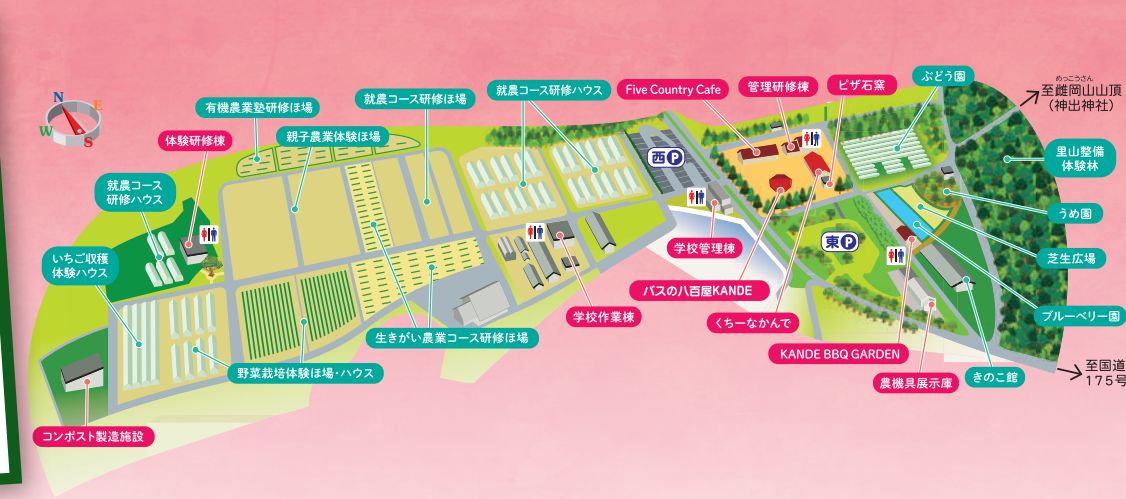 N
E
W
S
有機農業塾研修ほ場
就農コース研修ほ場
就農コース研修ハウス
Five Country Cafe
管理研修棟
ピザ石窯
ぶどう園
めっこうさん
至雌岡山山頂
（神出神社）
体験研修棟
親子農業体験ほ場
西P
里山整備
体験林
就農コース
研修ハウス
うめ園
いちご収穫
体験ハウス
学校管理棟
東P
芝生広場
バスの八百屋KANDE
学校作業棟
くちーなかんで
ブルーベリー園
生きがい農業コース研修ほ場
KANDE BBQ GARDEN
野菜栽培体験ほ場・ハウス
農機具展示庫
きのこ館
至国道
175号
コンポスト製造施設